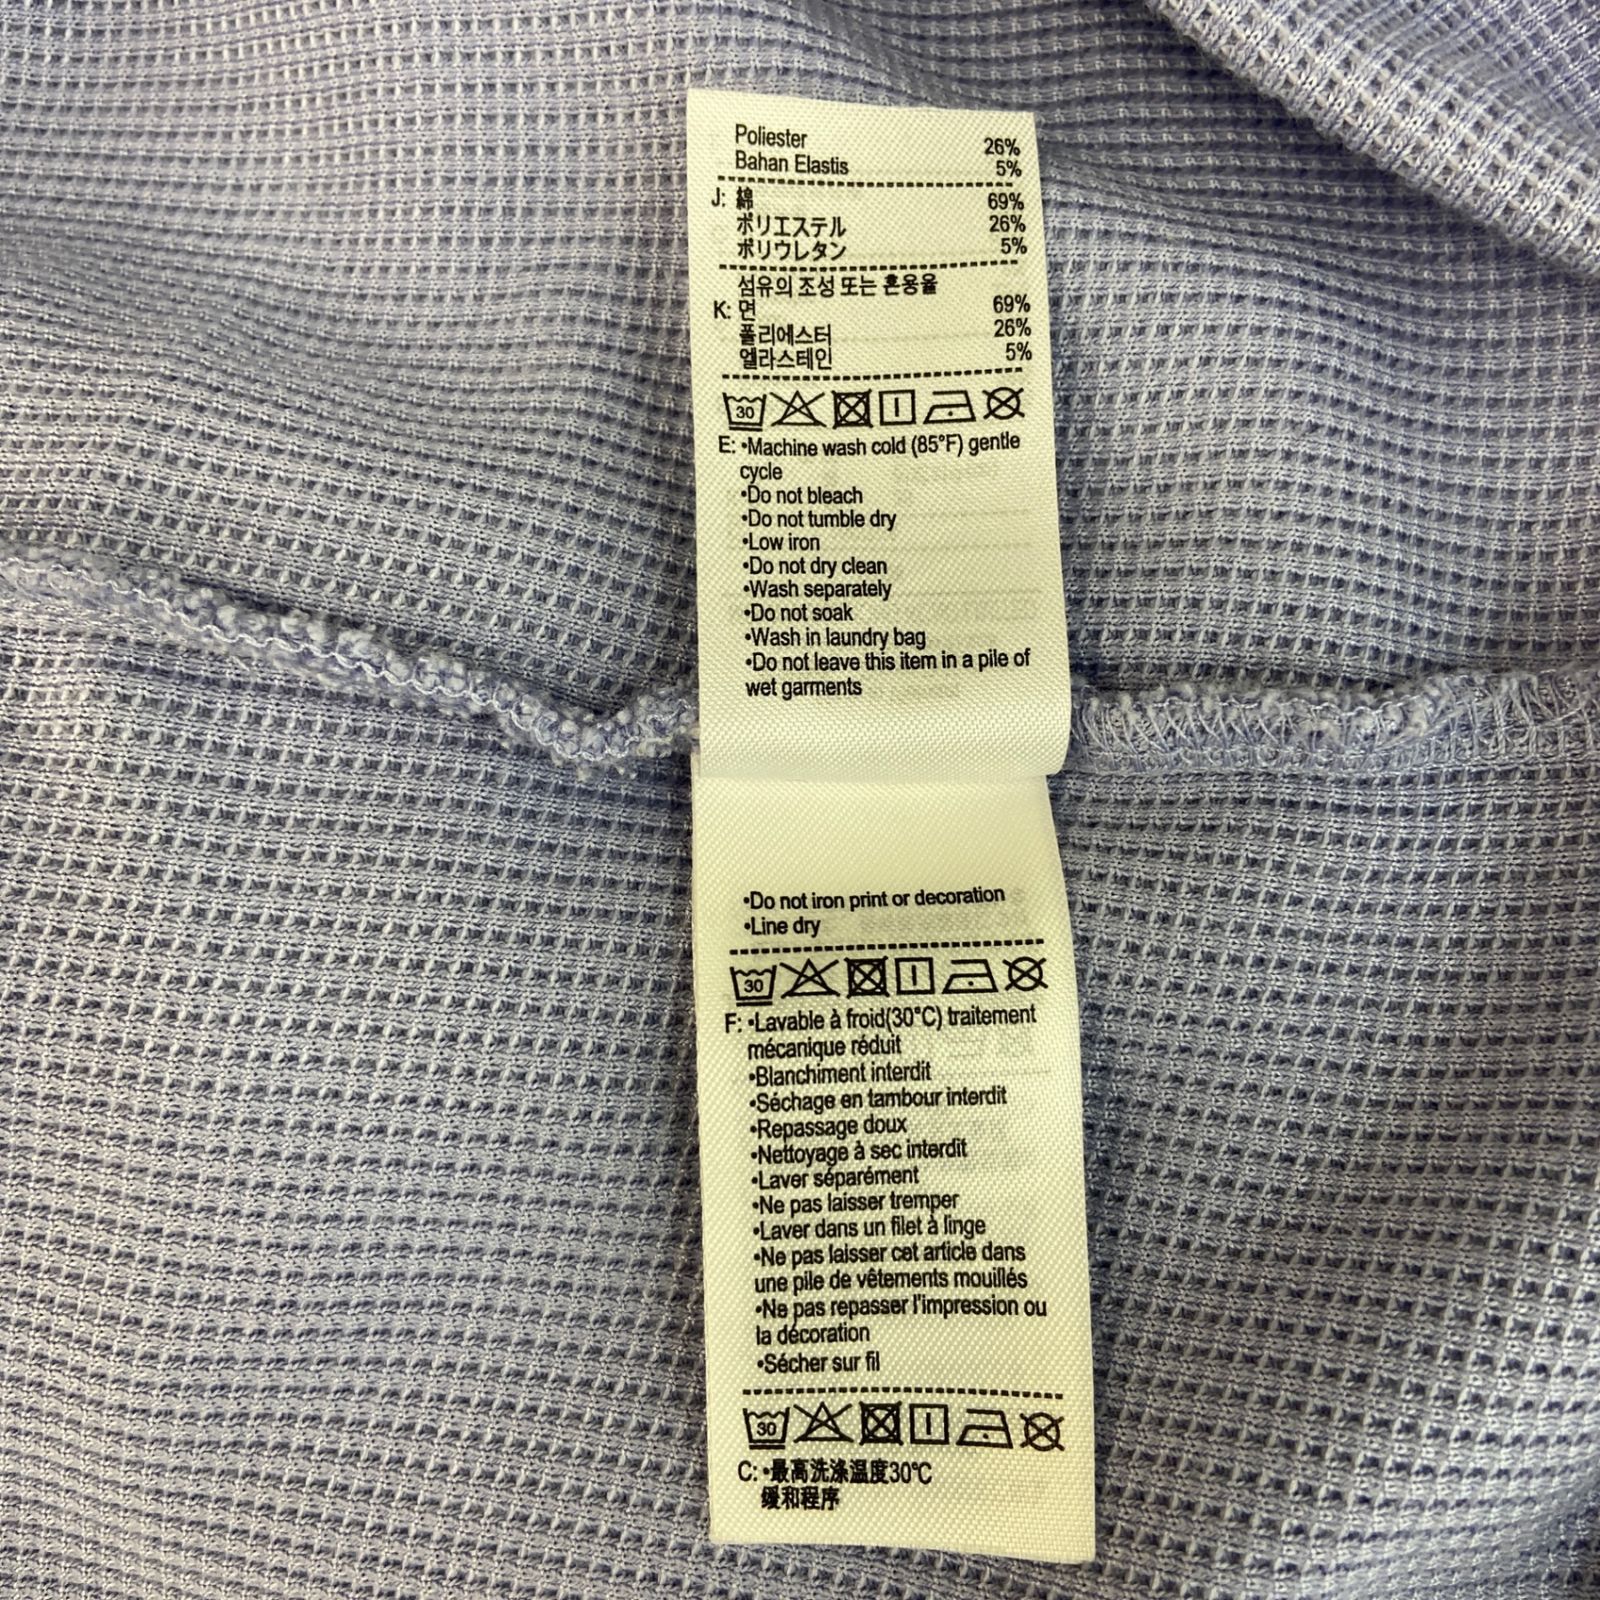 Poliester 26%
Bahan Elastis 5%
J: 綿 69%
ポリエステル 26%
ポリウレタン 5%
섬유의 조성 또는 혼용율
K: 면 69%
폴리에스터 26%
엘라스테인 5%
30
E: •Machine wash cold (85°F) gentle
cycle
•Do not bleach
•Do not tumble dry
•Low iron
•Do not dry clean
•Wash separately
•Do not soak
•Wash in laundry bag
•Do not leave this item in a pile of
wet garments
•Do not iron print or decoration
•Line dry
30
F: •Lavable à froid(30°C) traitement
mécanique réduit
•Blanchiment interdit
•Séchage en tambour interdit
•Repassage doux
•Nettoyage à sec interdit
•Laver séparément
•Ne pas laisser tremper
•Laver dans un filet à linge
•Ne pas laisser cet article dans
une pile de vêtements mouillés
•Ne pas repasser l'impression ou
la décoration
•Sécher sur fil
30
C: •最高洗涤温度30℃
缓和程序